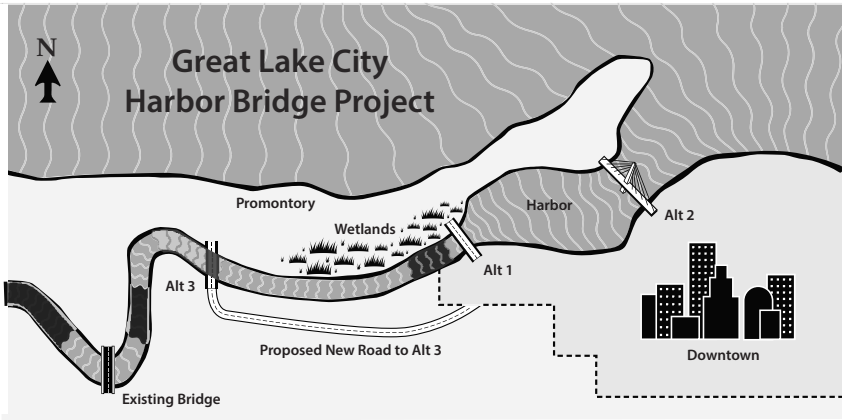 N
Great Lake City
Harbor Bridge Project
Promontory
Wetlands
Harbor
Alt 2
Alt 1
Alt 3
Proposed New Road to Alt 3
Downtown
Existing Bridge